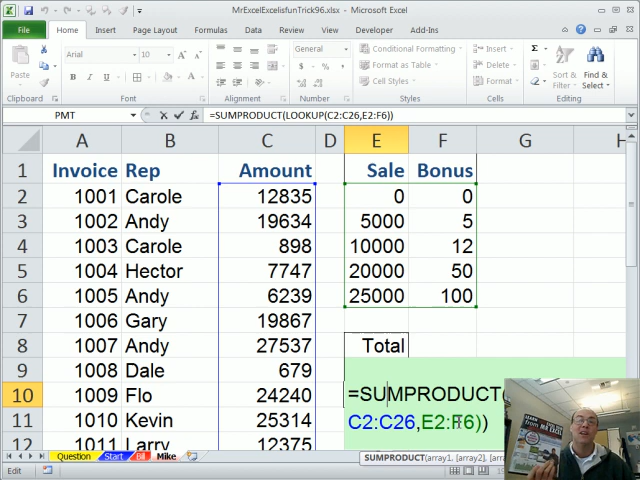 MrExcelExcelisfunTrick96.xlsx - Microsoft Excel
File Home Insert Page Layout Formulas Data Review View Developer Add-Ins
Paste
Clipboard Font Alignment Number Styles Cells Editing
Arial 10
General
Conditional Formatting
Format as Table
Cell Styles
Insert
Delete
Format
Sort & Filter
Find & Select
PMT =SUMPRODUCT(LOOKUP(C2:C26,E2:F6))
A B C D E F G H
1 Invoice Rep Amount Sale Bonus
2 1001 Carole 12835 0 0
3 1002 Andy 19634 5000 5
4 1003 Carole 898 10000 12
5 1004 Hector 7747 20000 50
6 1005 Andy 6239 25000 100
7 1006 Gary 19867
8 1007 Andy 27537 Total
9 1008 Dale 679
10 1009 Flo 24240 =SUMPRODUCT(
11 1010 Kevin 25314 C2:C26,E2:F6))
12 1011 Larry 12375
Question Start Bill Mike
SUMPRODUCT(array1, [array2], [arr
Edit
LEARN
from MR EXCEL